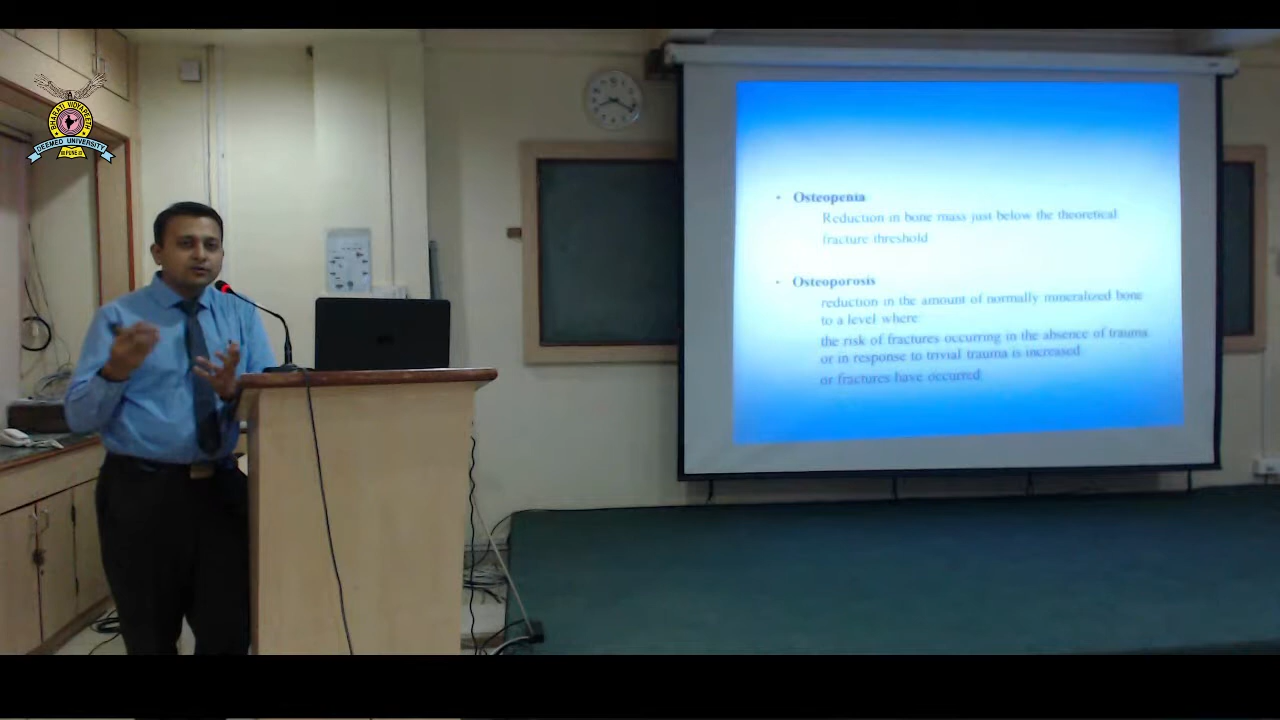 BHARATI VIDYAPEETH
DEEMED UNIVERSITY
Osteopenia
Reduction in bone mass just below the theoretical
fracture threshold
Osteoporosis
reduction in the amount of normally mineralized bone
to a level where
the risk of fractures occurring in the absence of trauma
or in response to trivial trauma is increased
or fractures have occurred